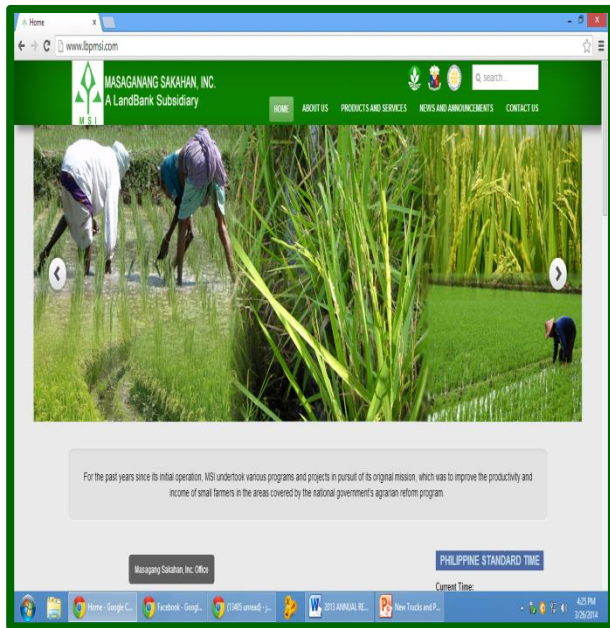 Home
www.lbpmsi.com
MASAGANANG SAKAHAN, INC.
A LandBank Subsidiary
M S I
search...
HOME ABOUT US PRODUCTS AND SERVICES NEWS AND ANNOUNCEMENTS CONTACT US
For the past years since its initial operation, MSI undertook various programs and projects in pursuit of its original mission, which was to improve the productivity and
income of small farmers in the areas covered by the national government's agrarian reform program.
Masagang Sakahan, Inc. Office
PHILIPPINE STANDARD TIME
Current Time:
Home - Google C... Facebook - Googl... (13405 unread) - j... 2013 ANNUAL RE... New Trucks and P...
4:25 PM
3/26/2014